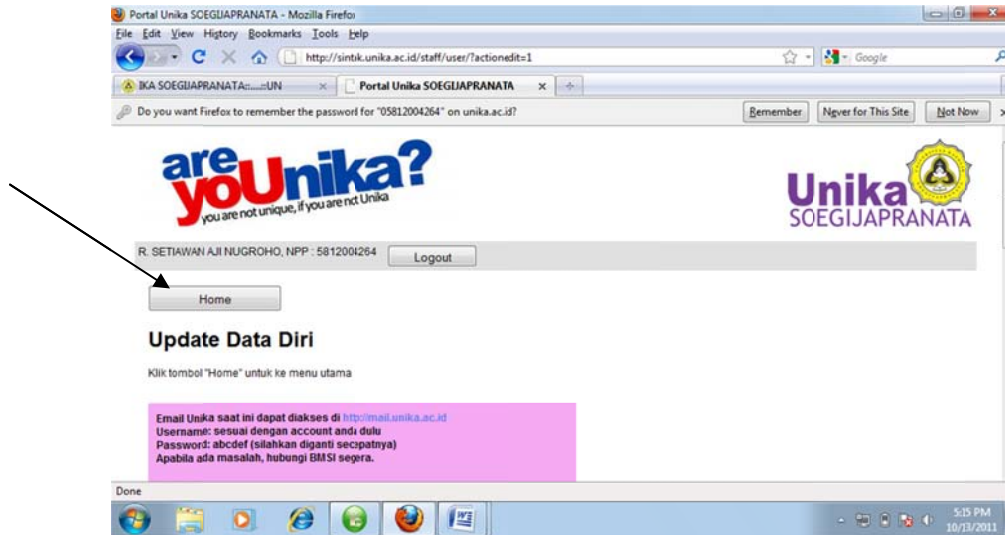 Portal Unika SOEGIJAPRANATA - Mozilla Firefox
File Edit View History Bookmarks Tools Help
http://sintik.unika.ac.id/staff/user/?actionedit=1
Google
IKA SOEGIJAPRANATA::.....::UN
Portal Unika SOEGIJAPRANATA
Do you want Firefox to remember the password for "05812004264" on unika.ac.id?
Remember Never for This Site Not Now
are
yoUnika?
you are not unique, if you are not Unika
Unika
SOEGIJAPRANATA
R. SETIAWAN AJI NUGROHO, NPP : 5812004264 Logout
Home
Update Data Diri
Klik tombol "Home" untuk ke menu utama
Email Unika saat ini dapat diakses di http://mail.unika.ac.id
Username: sesuai dengan account anda dulu
Password: abcdef (silahkan diganti secepatnya)
Apabila ada masalah, hubungi BMSI segera.
Done
5:15 PM
10/13/2011